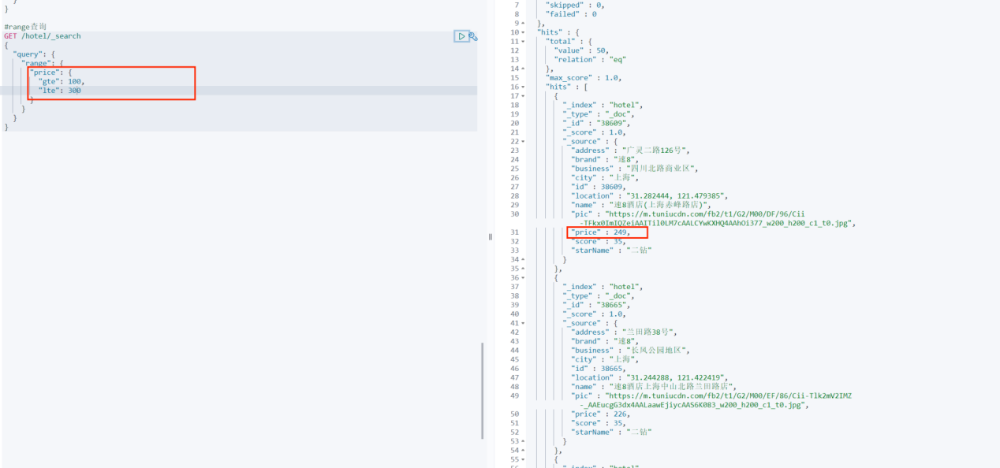 }
}
#range查询
GET /hotel/_search
{
"query": {
"range": {
"price": {
"gte": 100,
"lte": 300
}
}
}
}
7 "skipped" : 0,
8 "failed" : 0
9 },
10 "hits" : {
11 "total" : {
12 "value" : 50,
13 "relation" : "eq"
14 },
15 "max_score" : 1.0,
16 "hits" : [
17 {
18 "_index" : "hotel",
19 "_type" : "_doc",
20 "_id" : "38609",
21 "_score" : 1.0,
22 "_source" : {
23 "address" : "广灵二路126号",
24 "brand" : "速8",
25 "business" : "四川北路商业区",
26 "city" : "上海",
27 "id" : 38609,
28 "location" : "31.282444, 121.479385",
29 "name" : "速8酒店(上海赤峰路店)",
30 "pic" : "https://m.tuniucdn.com/fb2/t1/G2/M00/DF/96/Cii
-TFkx0ImIQZeiAAITil0LM7cAALCYwKXHQ4AAhOi377_w200_h200_c1_t0.jpg",
31 "price" : 249,
32 "score" : 35,
33 "starName" : "二钻"
34 }
35 },
36 {
37 "_index" : "hotel",
38 "_type" : "_doc",
39 "_id" : "38665",
40 "_score" : 1.0,
41 "_source" : {
42 "address" : "兰田路38号",
43 "brand" : "速8",
44 "business" : "长风公园地区",
45 "city" : "上海",
46 "id" : 38665,
47 "location" : "31.244288, 121.422419",
48 "name" : "速8酒店上海中山北路兰田路店",
49 "pic" : "https://m.tuniucdn.com/fb2/t1/G2/M00/EF/86/Cii-Tlk2mV2IMZ
-_AAEucgG3dx4AALaawEjiycAAS6K083_w200_h200_c1_t0.jpg",
50 "price" : 226,
51 "score" : 35,
52 "starName" : "二钻"
53 }
54 },
55 {
56 "_index" : "hotel",